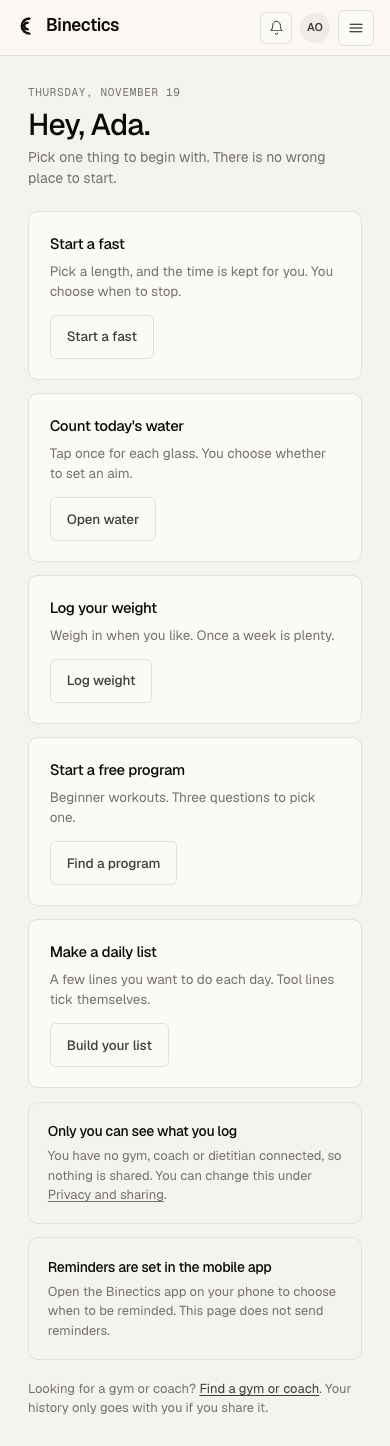 Binectics
AO
THURSDAY, NOVEMBER 19
Hey, Ada.
Pick one thing to begin with. There is no wrong
place to start.
Start a fast
Pick a length, and the time is kept for you. You
choose when to stop.
Start a fast
Count today's water
Tap once for each glass. You choose whether
to set an aim.
Open water
Log your weight
Weigh in when you like. Once a week is plenty.
Log weight
Start a free program
Beginner workouts. Three questions to pick
one.
Find a program
Make a daily list
A few lines you want to do each day. Tool lines
tick themselves.
Build your list
Only you can see what you log
You have no gym, coach or dietitian connected, so
nothing is shared. You can change this under
Privacy and sharing.
Reminders are set in the mobile app
Open the Binectics app on your phone to choose
when to be reminded. This page does not send
reminders.
Looking for a gym or coach? Find a gym or coach. Your
history only goes with you if you share it.